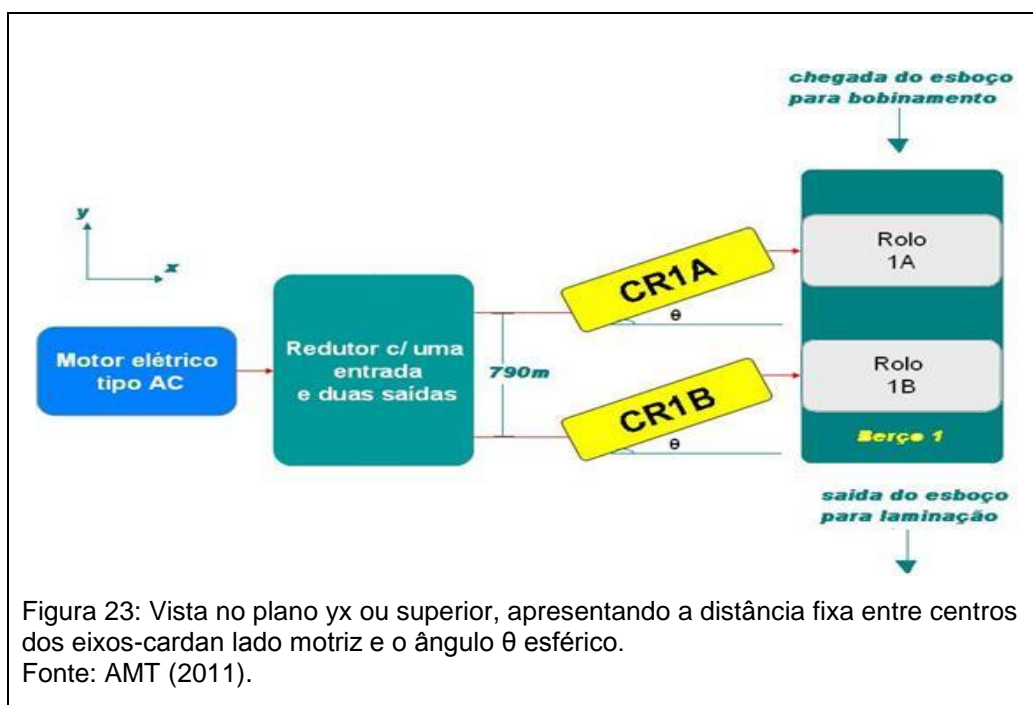 chegada do esboço
para bobinamento
y
x
Motor elétrico
tipo AC
Redutor c/ uma
entrada
e duas saídas
790m
CR1A
θ
CR1B
θ
Rolo
1A
Rolo
1B
Berço 1
saída do esboço
para laminação
Figura 23: Vista no plano yx ou superior, apresentando a distância fixa entre centros
dos eixos-cardan lado motriz e o ângulo θ esférico.
Fonte: AMT (2011).